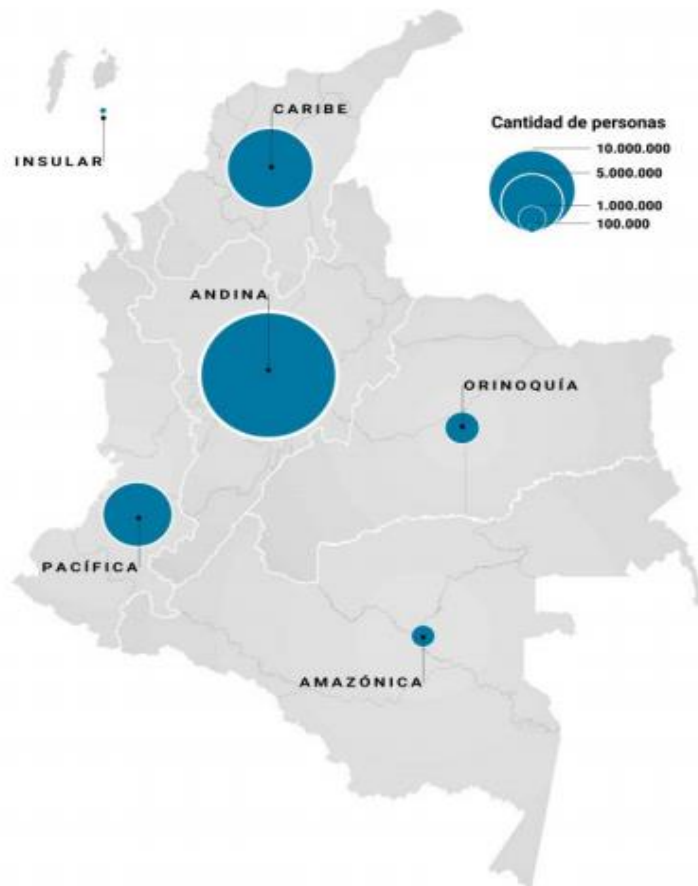 CARIBE
INSULAR
Cantidad de personas
10.000.000
5.000.000
1.000.000
100.000
ANDINA
ORINOQUÍA
PACÍFICA
AMAZÓNICA